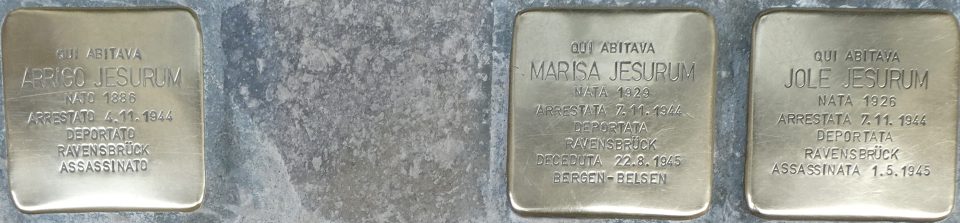 QUI ABITAVA
ARRIGO JESURUM
NATO 1886
ARRESTATO 4.11.1944
DEPORTATO
RAVENSBRÜCK
ASSASSINATO
QUI ABITAVA
MARISA JESURUM
NATA 1929
ARRESTATA 7.11.1944
DEPORTATA
RAVENSBRÜCK
DECEDUTA 22.8.1945
BERGEN-BELSEN
QUI ABITAVA
JOLE JESURUM
NATA 1926
ARRESTATA 7.11.1944
DEPORTATA
RAVENSBRÜCK
ASSASSINATA 1.5.1945